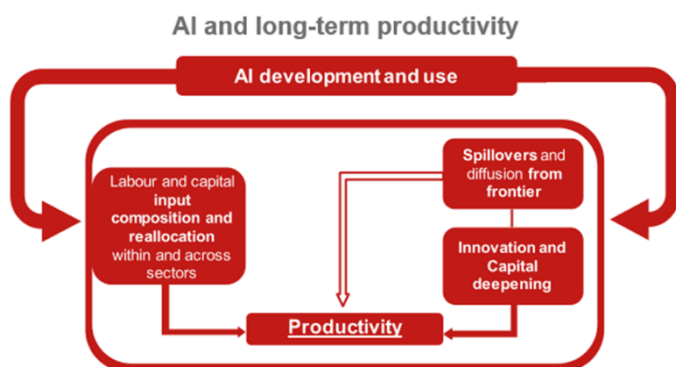 AI and long-term productivity
AI development and use
Labour and capital
input
composition and
reallocation
within and across
sectors
Spillovers and
diffusion from
frontier
Innovation and
Capital
deepening
Productivity